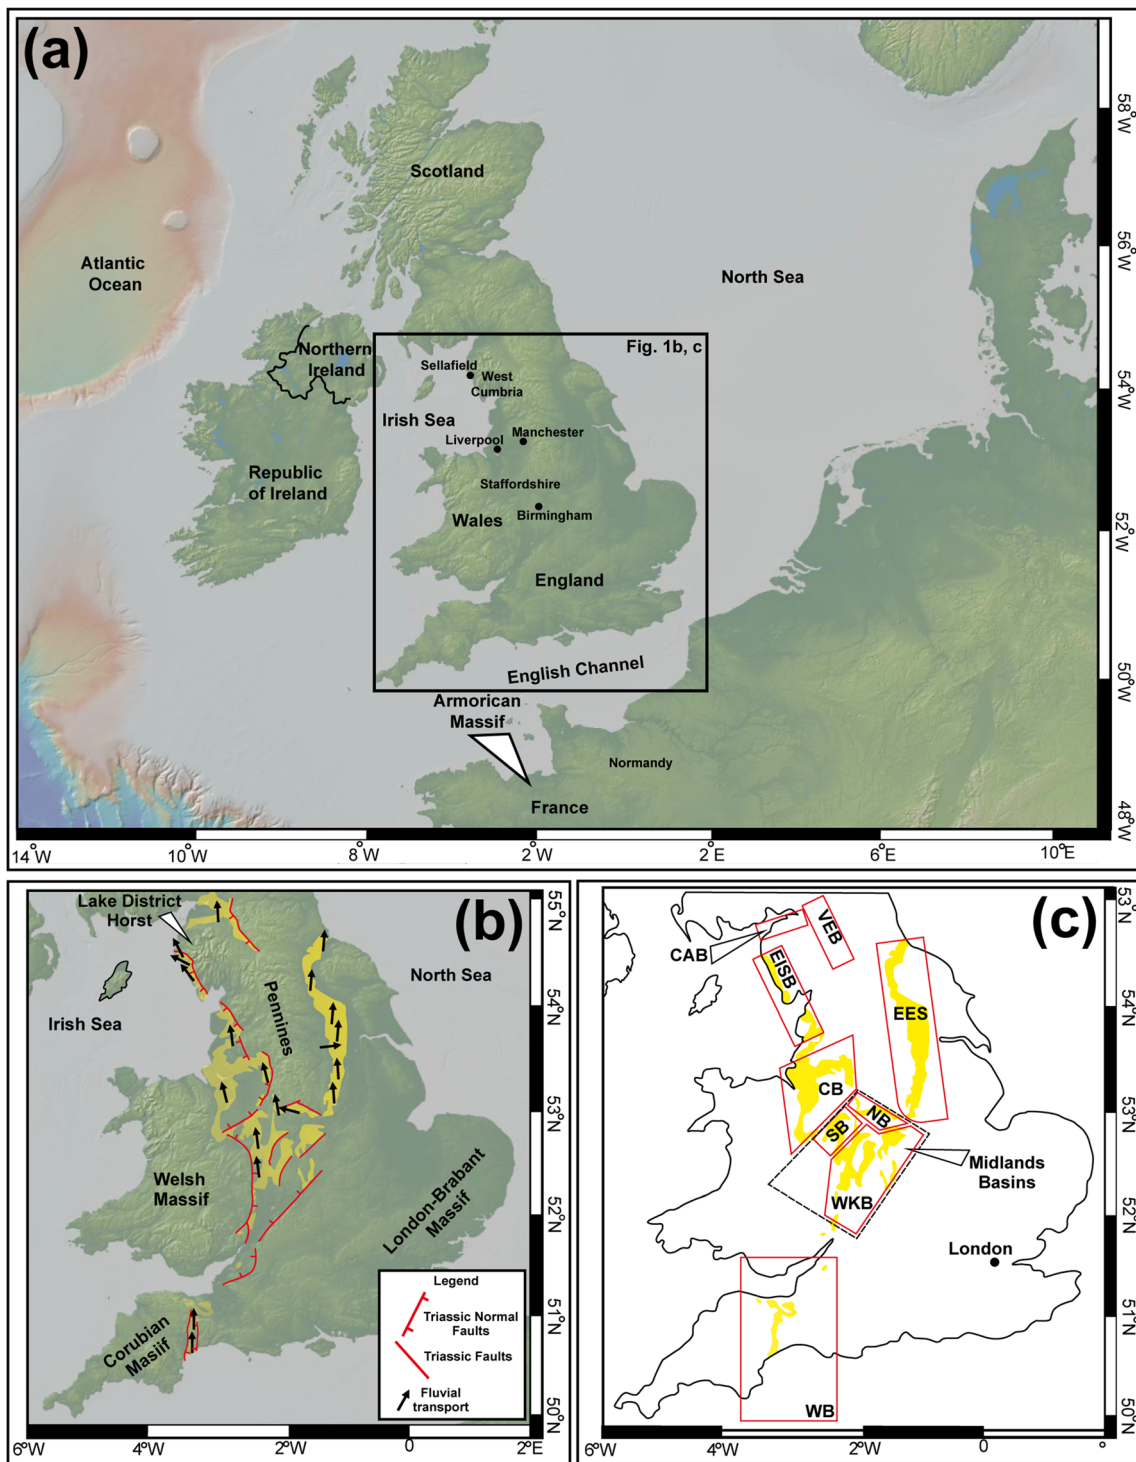 (a)
Scotland
Atlantic
Ocean
North Sea
Northern
Ireland
Fig. 1b, c
Sellafield
West
Cumbria
Irish Sea
Liverpool
Manchester
Republic
of Ireland
Staffordshire
Wales
Birmingham
England
English Channel
Armorican
Massif
Normandy
France
58°W
56°W
54°W
52°W
50°W
48°W
14°W
10°W
8°W
2°W
2°E
6°E
10°E
(b)
Lake District
Horst
North Sea
Irish Sea
Pennines
Welsh
Massif
London-Brabant
Massif
Corubian
Masiif
Legend
Triassic Normal
Faults
Triassic Faults
Fluvial
transport
55°N
54°N
53°N
52°N
51°N
50°N
6°W
4°W
2°W
0
2°E
(c)
VEB
CAB
EISB
EES
CB
NB
SB
Midlands
Basins
WKB
London
WB
53°N
54°N
53°N
52°N
51°N
50°N
6°W
4°W
2°W
0
°